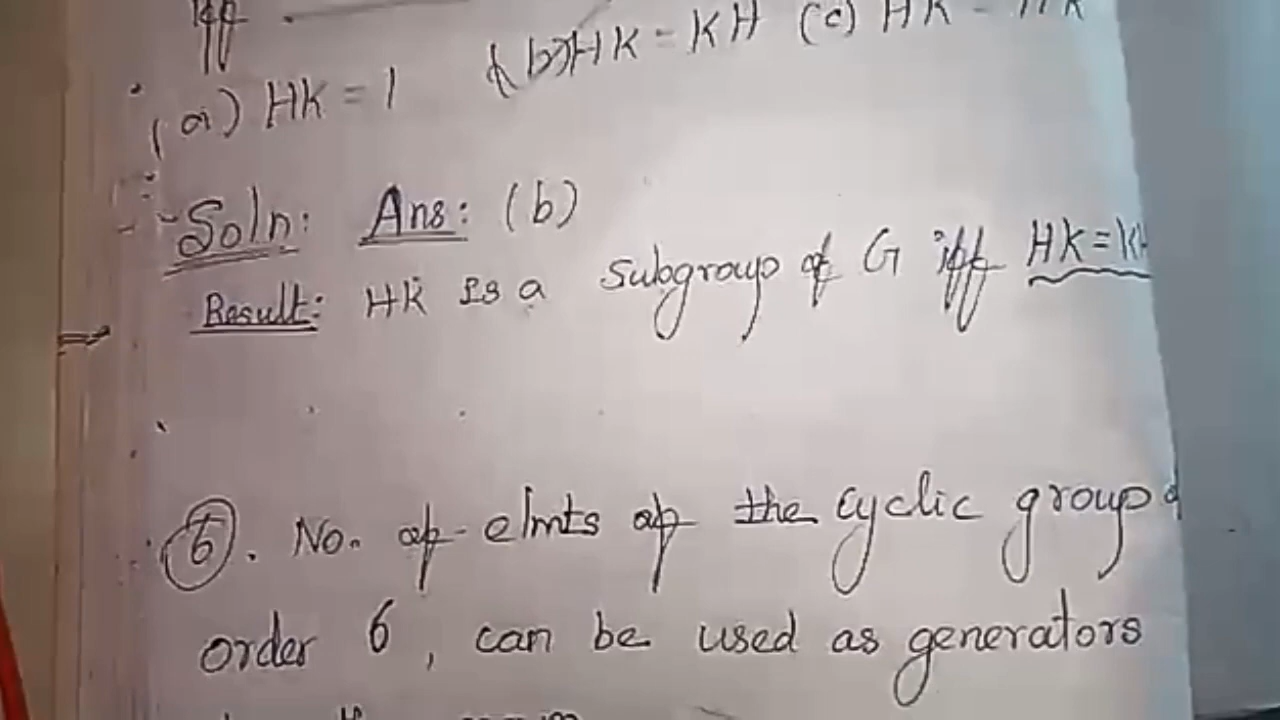 iff
(b) HK = KH (c) HK =
(a) HK = 1
Soln: Ans: (b)
Result: HK is a subgroup of G iff HK=KH
6. No. of elmts of the cyclic group
order 6, can be used as generators